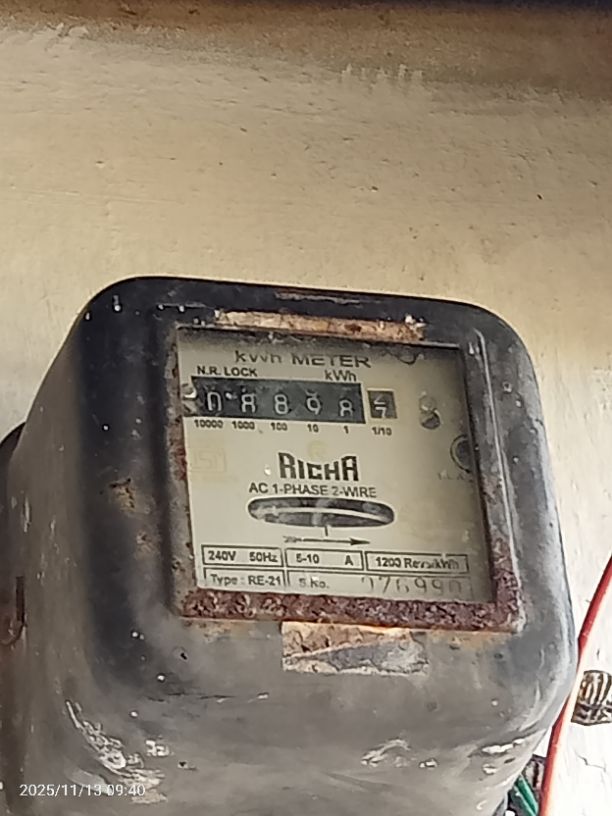 kWh METER
N.R. LOCK kWh
0 8 8 9 8
10000 1000 100 10 1 1/10
RICHA
AC 1-PHASE 2-WIRE
240V 50Hz 5-10 A 1200 Revs/kWh
Type : RE-21 S.No.
2025/11/13 09:40